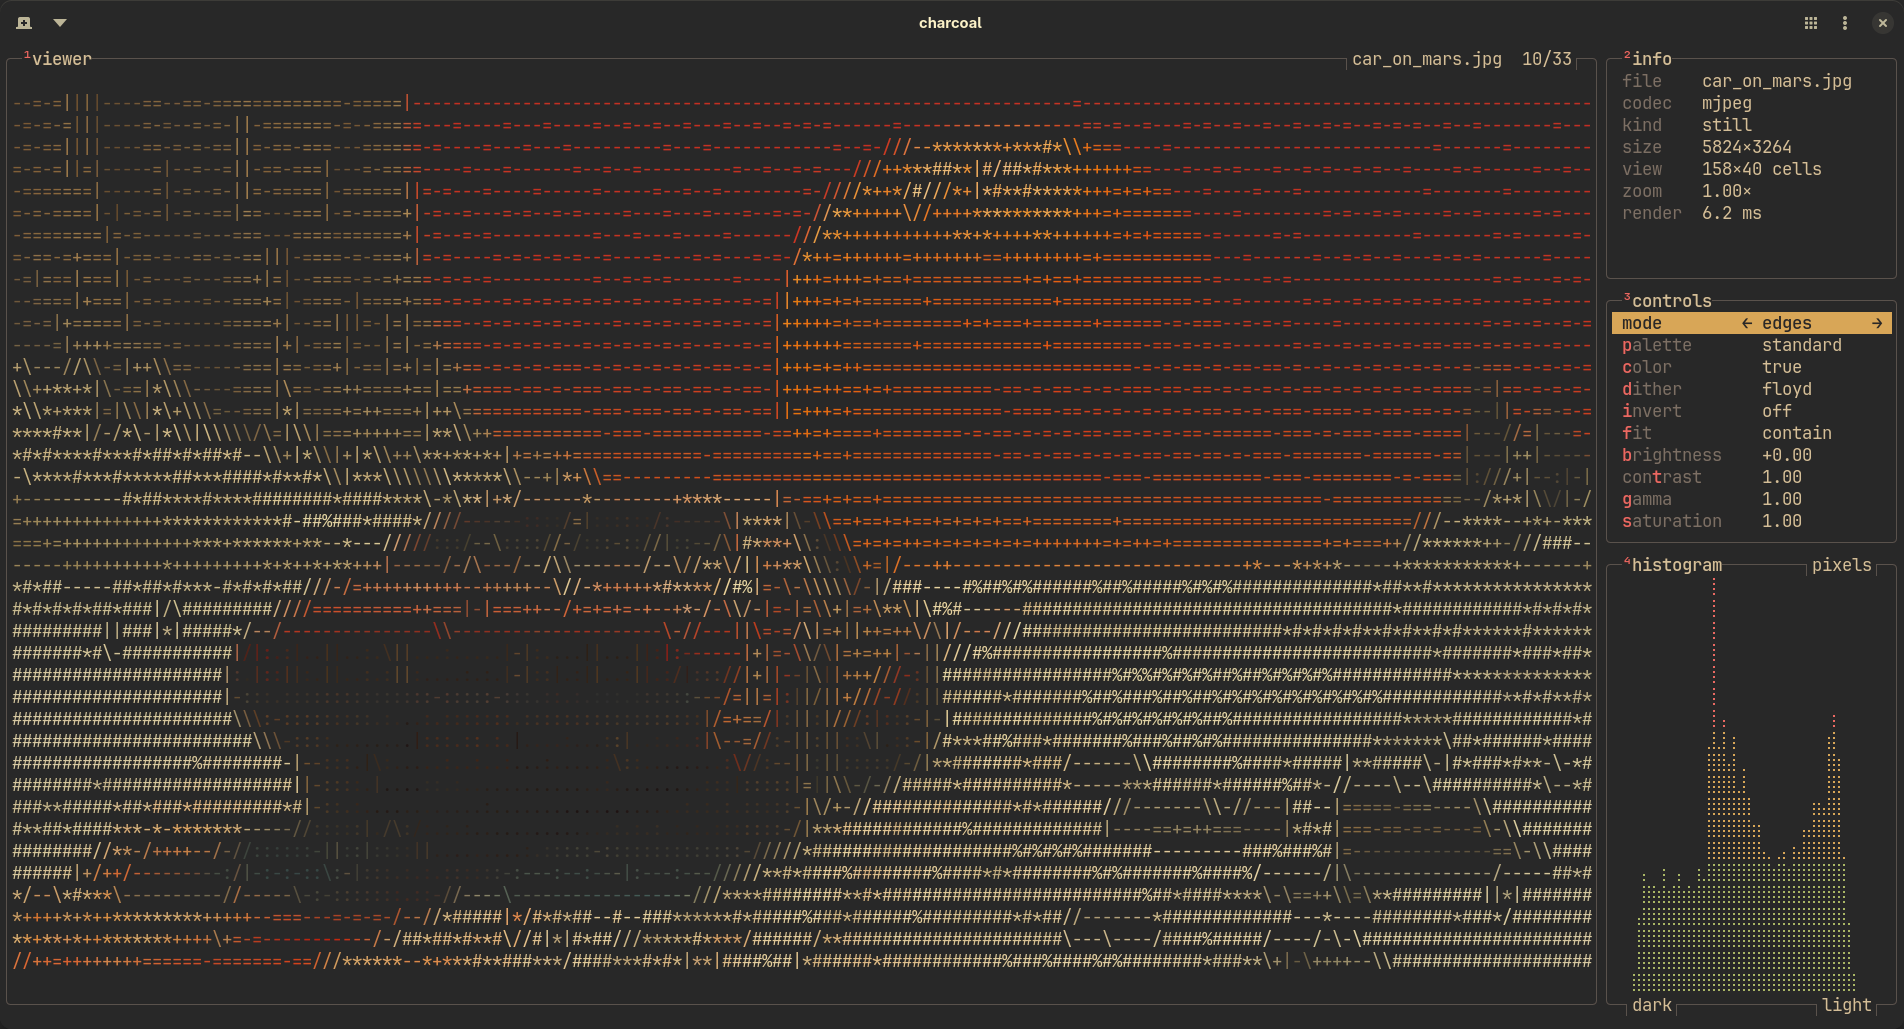 charcoal
¹viewer
car_on_mars.jpg 10/33
²info
file car_on_mars.jpg
codec mjpeg
kind still
size 5824×3264
view 158×40 cells
zoom 1.00×
render 6.2 ms
³controls
mode ← edges →
palette standard
color true
dither floyd
invert off
fit contain
brightness +0.00
contrast 1.00
gamma 1.00
saturation 1.00
⁴histogram pixels
dark light